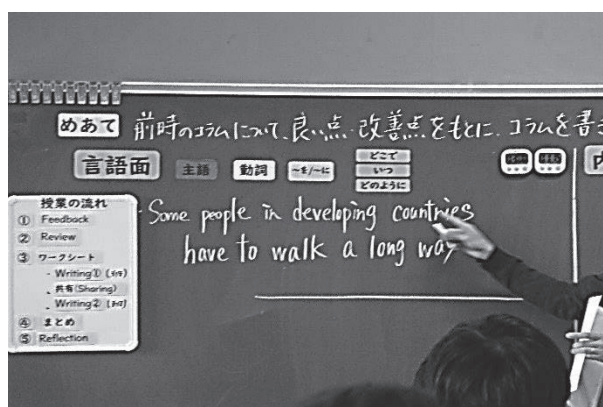 めあて 前時のコラムについて、良い点・改善点をもとに、コラムを書き
言語面 主語 動詞 ~を/~に どこで
いつ
どのように
内
授業の流れ
① Feedback
② Review
③ ワークシート
- Writing①
- 共有(Sharing)
- Writing②
④ まとめ
⑤ Reflection
- Some people in developing countries
have to walk a long way